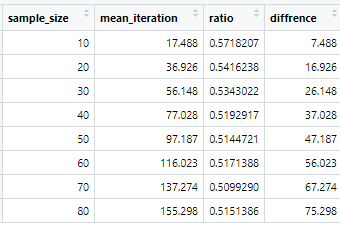 sample_size mean_iteration ratio diffrence
10 17.488 0.5718207 7.488
20 36.926 0.5416238 16.926
30 56.148 0.5343022 26.148
40 77.028 0.5192917 37.028
50 97.187 0.5144721 47.187
60 116.023 0.5171388 56.023
70 137.274 0.5099290 67.274
80 155.298 0.5151386 75.298